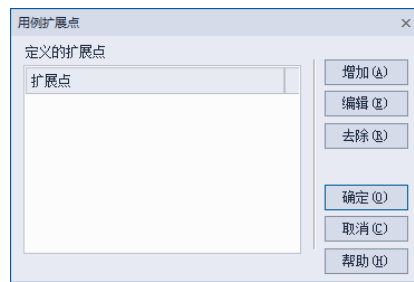 用例扩展点
定义的扩展点
扩展点
增加(A)
编辑(E)
去除(R)
确定(O)
取消(C)
帮助(H)